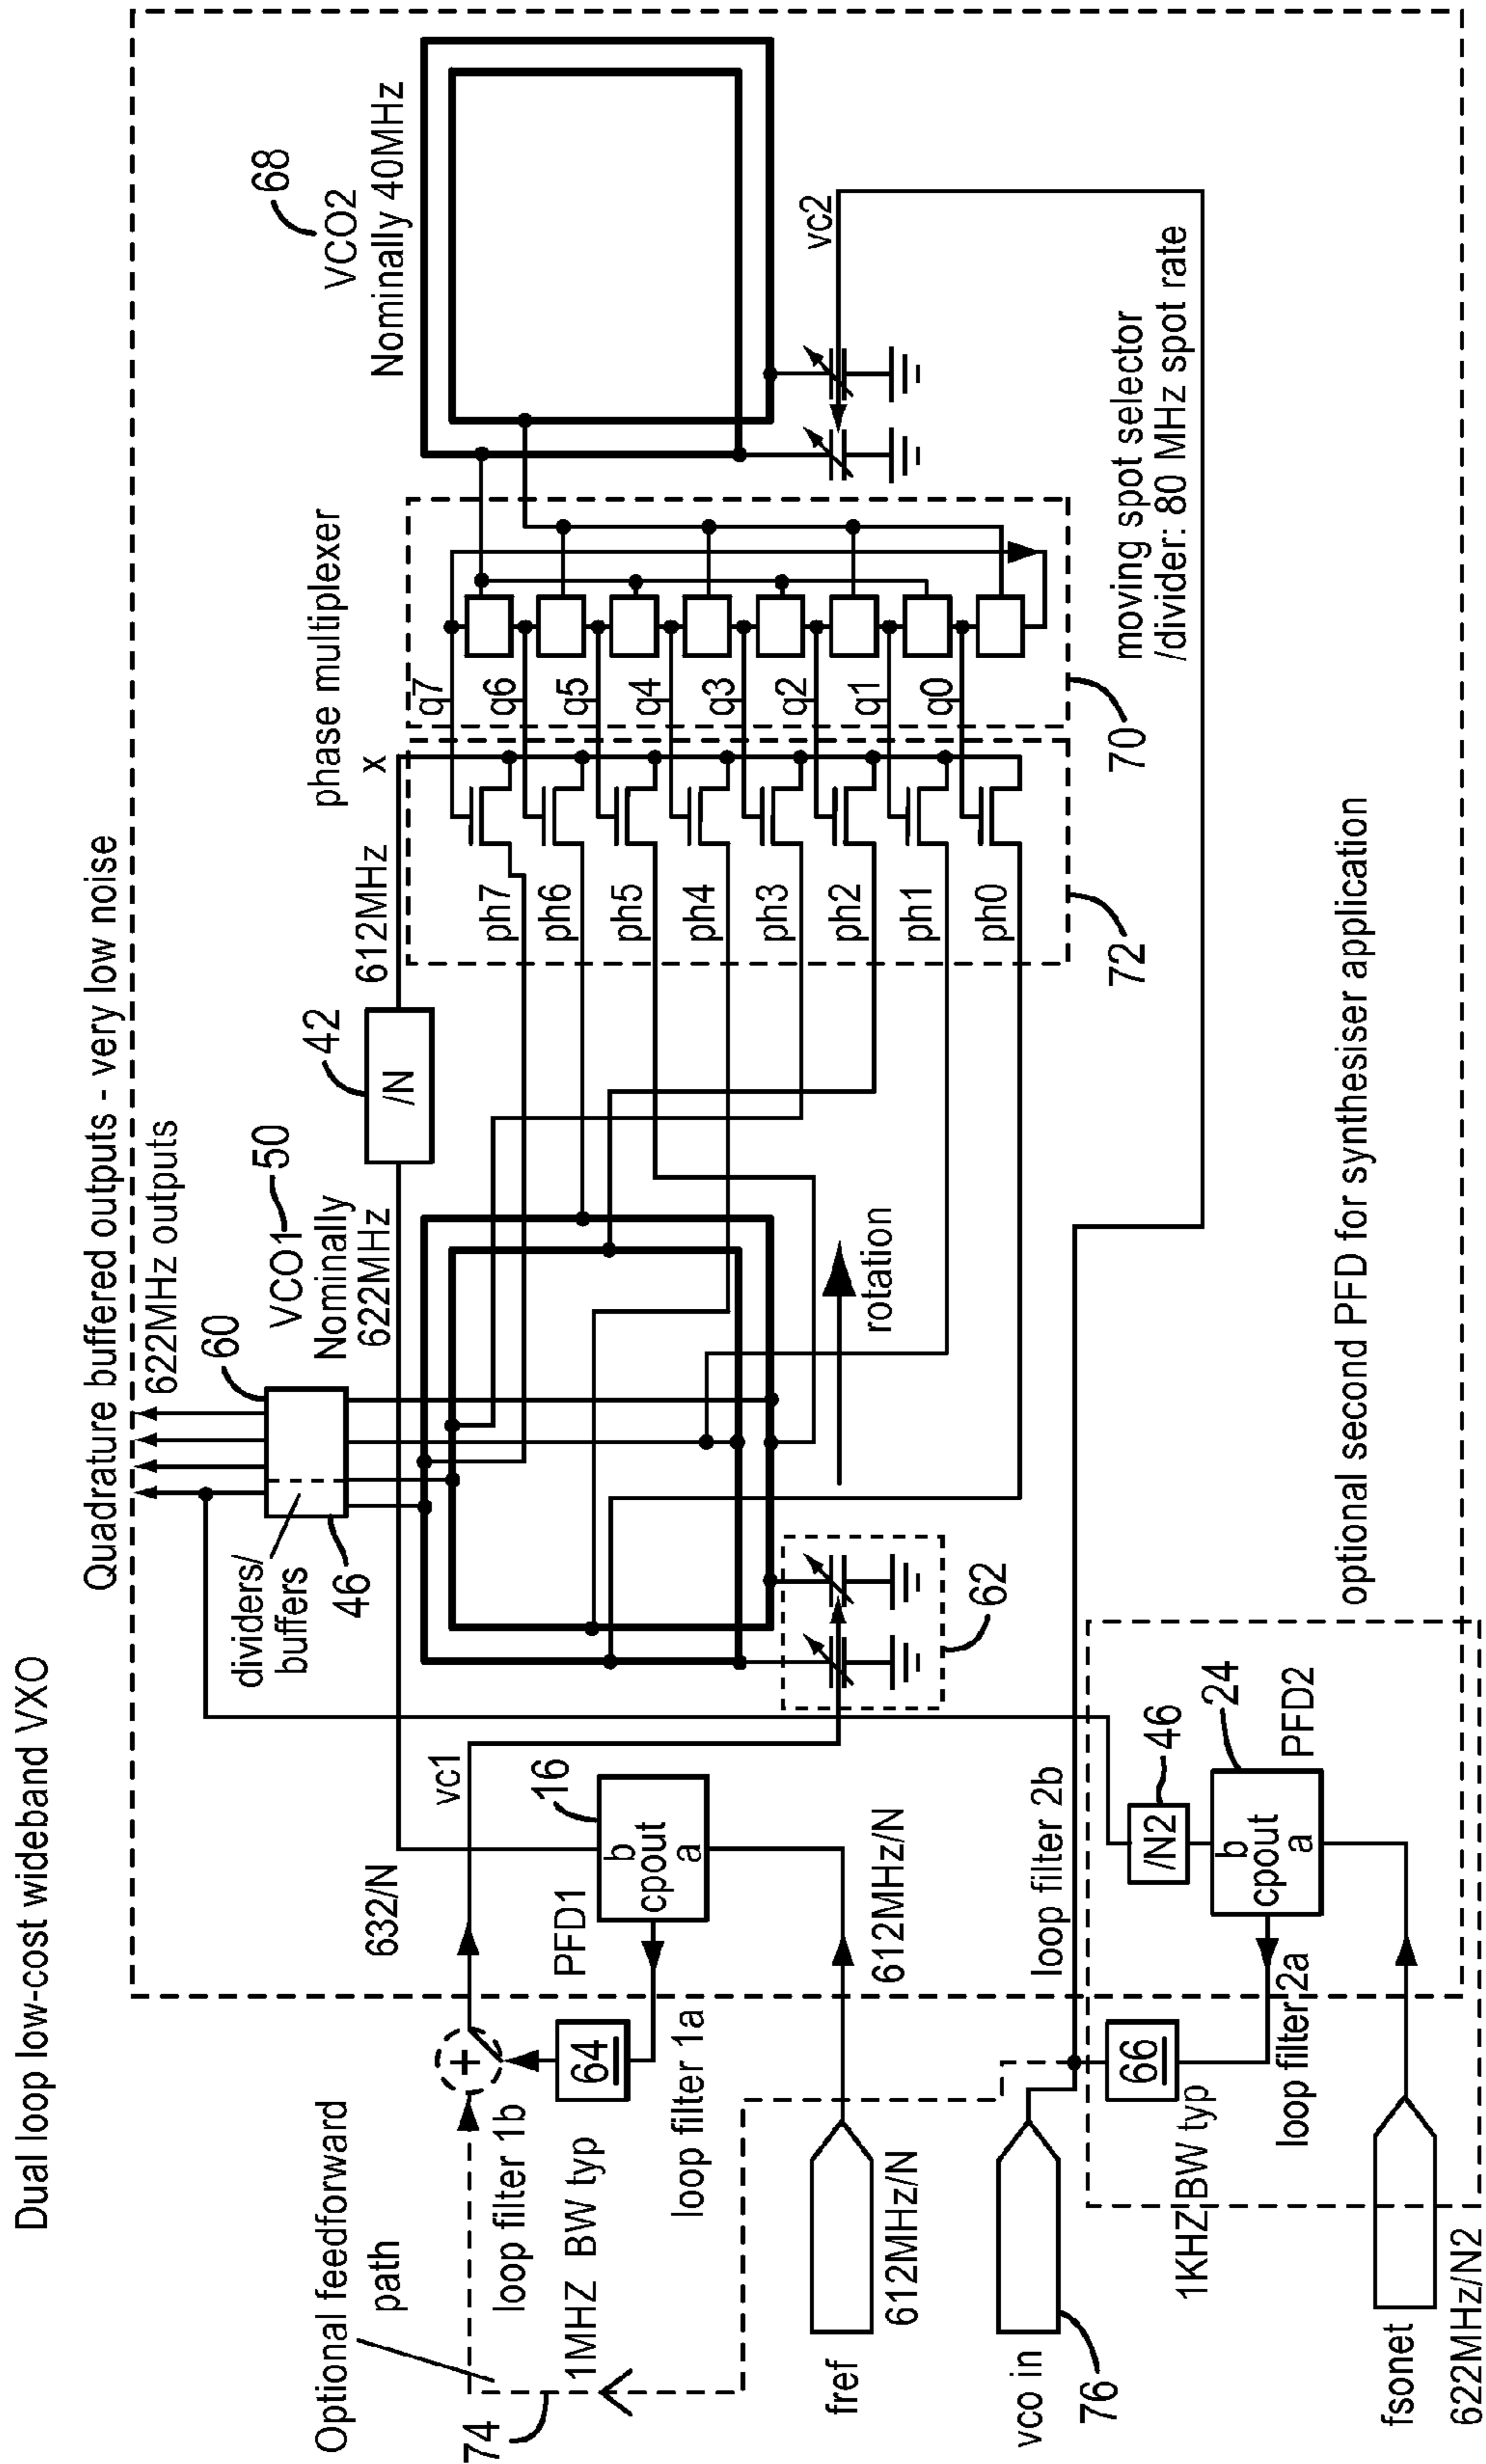 Dual loop low-cost wideband VXO
Quadrature buffered outputs - very low noise
622MHz outputs
60
dividers/
buffers
46
VCO1
50
Nominally
622MHz
42
/N
612MHz
x
phase multiplexer
68
VCO2
Nominally 40MHz
Optional feedforward
path
74
loop filter 1b
1MHZ BW typ
64
loop filter 1a
632/N
vc1
PFD1
16
b
cpout
a
62
rotation
ph7
ph6
ph5
ph4
ph3
ph2
ph1
ph0
72
q7
q6
q5
q4
q3
q2
q1
q0
70
vc2
moving spot selector
/divider: 80 MHz spot rate
fref
612MHz/N
612MHz/N
vco in
76
loop filter 2b
66
1KHZ BW typ
loop filter 2a
46
/N2
24
b
cpout
a
PFD2
fsonet
622MHz/N2
optional second PFD for synthesiser application